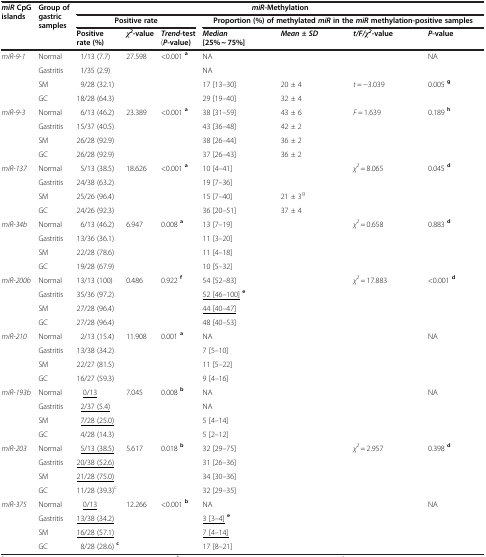 miR CpG islands | Group of gastric samples | miR-Methylation
Positive rate | Proportion (%) of methylated miR in the miR methylation-positive samples
Positive rate (%) | χ²-value | Trend-test (P-value) | Median [25% ~ 75%] | Mean ± SD | t/F/χ²-value | P-value
miR-9-1 Normal 1/13 (7.7) 27.598 <0.001 a NA NA
Gastritis 1/35 (2.9) NA
SM 9/28 (32.1) 17 [13–30] 20 ± 4 t = −3.039 0.005 g
GC 18/28 (64.3) 29 [19–40] 32 ± 4
miR-9-3 Normal 6/13 (46.2) 23.389 <0.001 a 38 [31–59] 43 ± 6 F = 1.639 0.189 h
Gastritis 15/37 (40.5) 43 [36–48] 42 ± 2
SM 26/28 (92.9) 38 [26–44] 36 ± 2
GC 26/28 (92.9) 37 [26–43] 36 ± 2
miR-137 Normal 5/13 (38.5) 18.626 <0.001 a 10 [4–41] χ² = 8.065 0.045 d
Gastritis 24/38 (63.2) 19 [7–36]
SM 25/26 (96.4) 15 [7–40] 21 ± 3
GC 24/26 (92.3) 36 [20–51] 37 ± 4
miR-34b Normal 6/13 (46.2) 6.947 0.008 a 13 [7–19] χ² = 0.658 0.883 d
Gastritis 13/36 (36.1) 11 [3–20]
SM 22/28 (78.6) 11 [4–18]
GC 19/28 (67.9) 10 [5–32]
miR-200b Normal 13/13 (100) 0.486 0.922 f 54 [52–83] χ² = 17.883 <0.001 d
Gastritis 35/36 (97.2) 52 [46–100] e
SM 27/28 (96.4) 44 [40–47]
GC 27/28 (96.4) 48 [40–53]
miR-210 Normal 2/13 (15.4) 11.908 0.001 a NA NA
Gastritis 13/38 (34.2) 7 [5–10]
SM 22/27 (81.5) 11 [5–22]
GC 16/27 (59.3) 9 [4–16]
miR-193b Normal 0/13 7.045 0.008 b NA NA
Gastritis 2/37 (5.4) NA
SM 7/28 (25.0) 5 [4–14]
GC 4/28 (14.3) 5 [2–12]
miR-203 Normal 5/13 (38.5) 5.617 0.018 b 32 [29–75] χ² = 2.957 0.398 d
Gastritis 20/38 (52.6) 31 [26–36]
SM 21/28 (75.0) 34 [30–36]
GC 11/28 (39.3)c 32 [29–35]
miR-375 Normal 0/13 12.266 <0.001 b NA NA
Gastritis 13/38 (34.2) 3 [3–4] e
SM 16/28 (57.1) 7 [4–14]
GC 8/28 (28.6) c 17 [8–21]